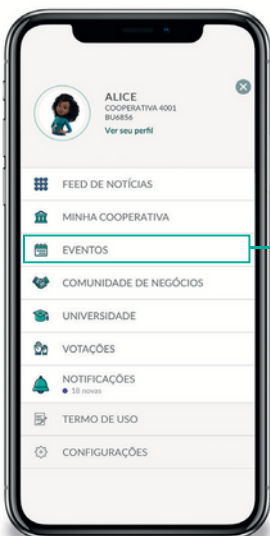 ALICE
COOPERATIVA 4001
BU6856
Ver seu perfil
FEED DE NOTÍCIAS
MINHA COOPERATIVA
EVENTOS
COMUNIDADE DE NEGÓCIOS
UNIVERSIDADE
VOTAÇÕES
NOTIFICAÇÕES
18 novas
TERMO DE USO
CONFIGURAÇÕES